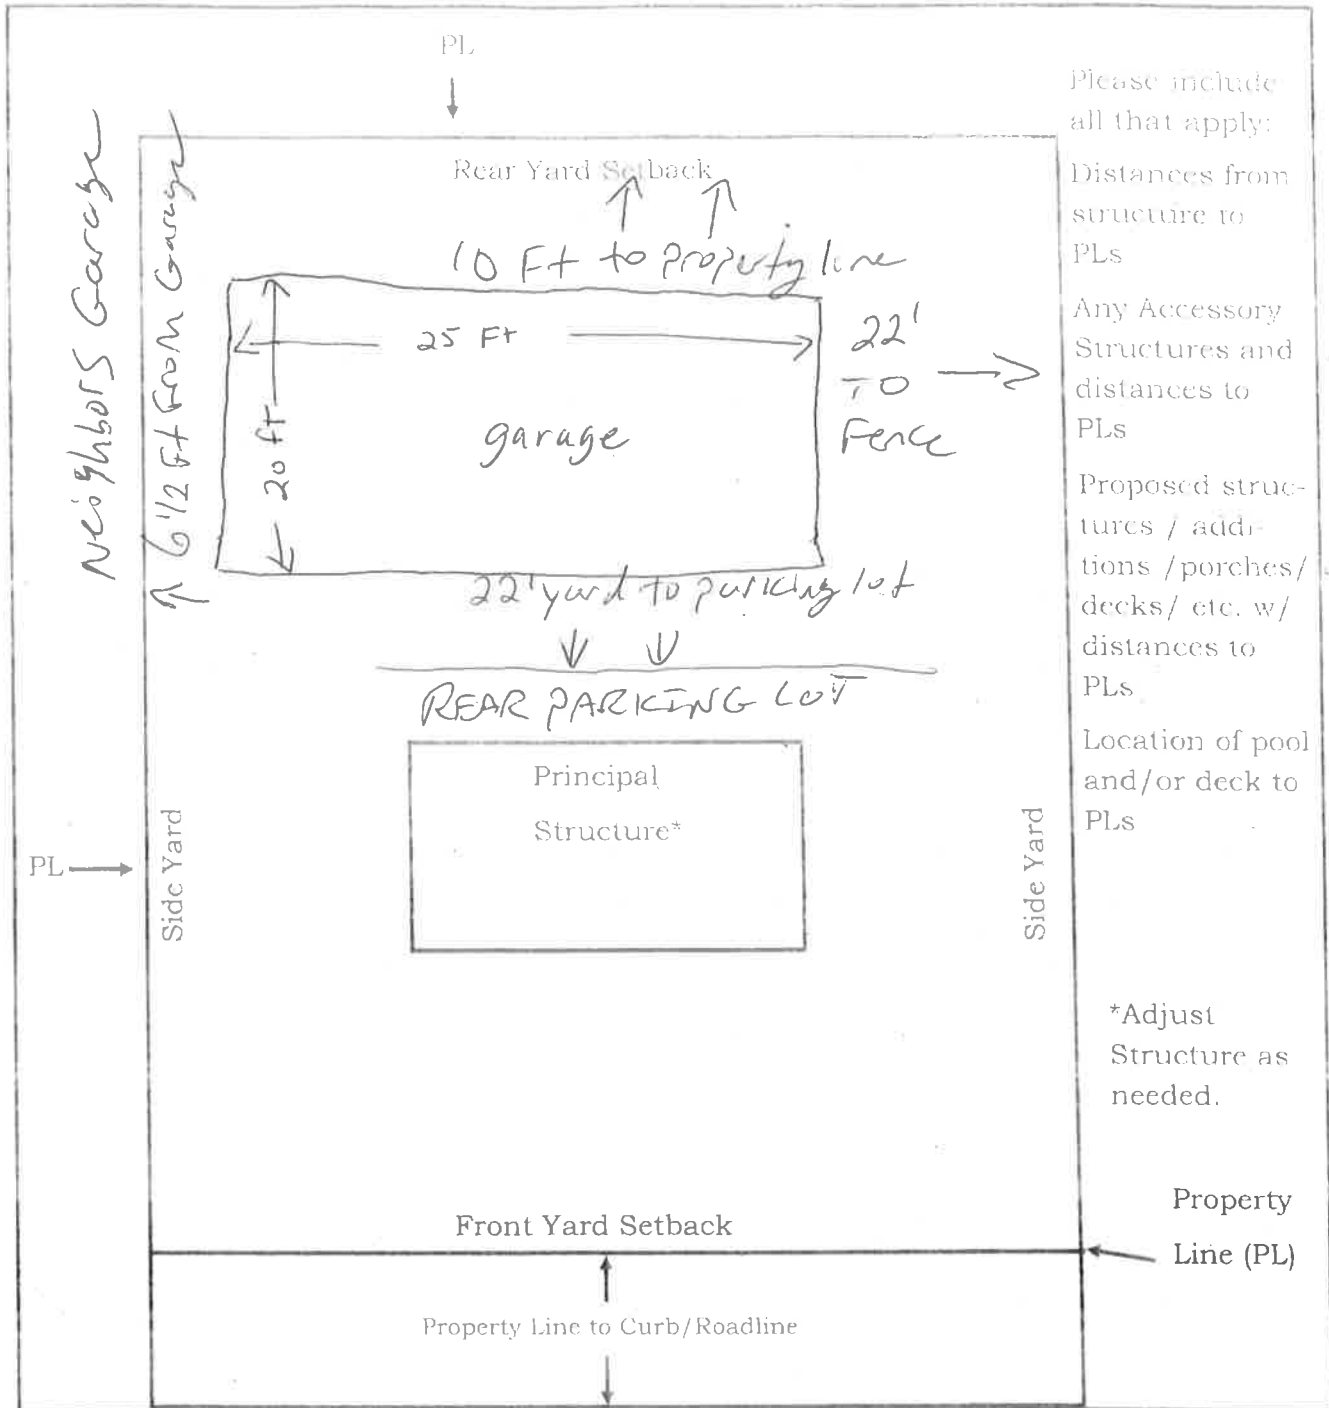 PL
Please include
all that apply:
Distances from
structure to
PLs
Any Accessory
Structures and
distances to
PLs
Proposed struc-
tures / addi-
tions /porches/
decks/ etc. w/
distances to
PLs
Location of pool
and/or deck to
PLs
Neighbors Garage
6 1/2 Ft From Garage
Rear Yard Setback
10 Ft to property line
25 Ft
20 ft
garage
22'
TO
Fence
22' yard to parking lot
REAR PARKING LOT
Principal
Structure*
PL
Side Yard
Side Yard
*Adjust
Structure as
needed.
Front Yard Setback
Property
Line (PL)
Property Line to Curb/Roadline